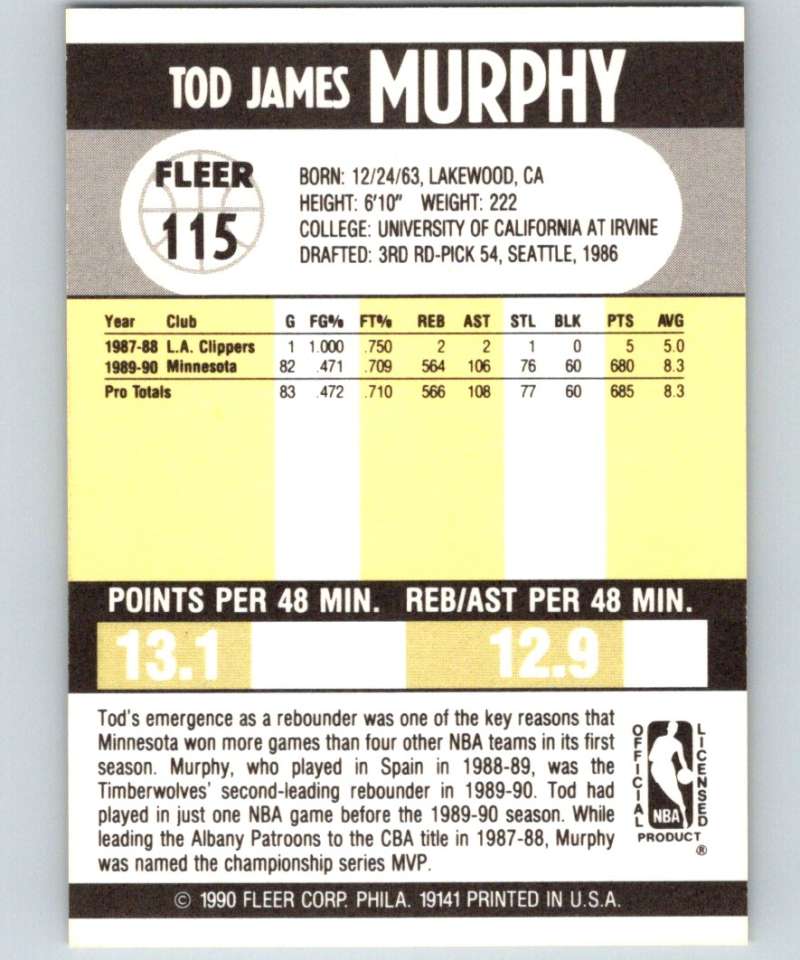 TOD JAMES MURPHY
FLEER
115
BORN: 12/24/63, LAKEWOOD, CA
HEIGHT: 6'10" WEIGHT: 222
COLLEGE: UNIVERSITY OF CALIFORNIA AT IRVINE
DRAFTED: 3RD RD-PICK 54, SEATTLE, 1986
Year Club G FG% FT% REB AST STL BLK PTS AVG
1987-88 L.A. Clippers 1 1.000 .750 2 2 1 0 5 5.0
1989-90 Minnesota 82 .471 .709 564 106 76 60 680 8.3
Pro Totals 83 .472 .710 566 108 77 60 685 8.3
POINTS PER 48 MIN. REB/AST PER 48 MIN.
13.1 12.9
Tod's emergence as a rebounder was one of the key reasons that
Minnesota won more games than four other NBA teams in its first
season. Murphy, who played in Spain in 1988-89, was the
Timberwolves' second-leading rebounder in 1989-90. Tod had
played in just one NBA game before the 1989-90 season. While
leading the Albany Patroons to the CBA title in 1987-88, Murphy
was named the championship series MVP.
OFFICIAL
LICENSED
NBA
PRODUCT
®
© 1990 FLEER CORP. PHILA. 19141 PRINTED IN U.S.A.